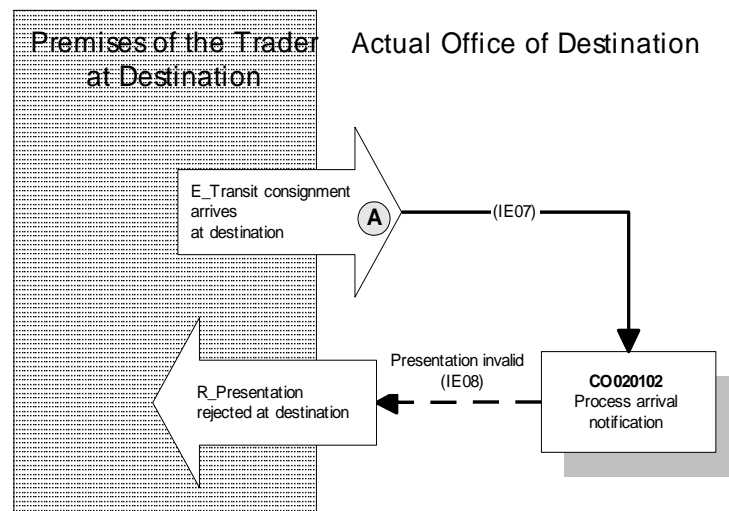 Premises of the Trader
at Destination
Actual Office of Destination
E_Transit consignment
arrives
at destination
A
(IE07)
Presentation invalid
(IE08)
CO020102
Process arrival
notification
R_Presentation
rejected at destination